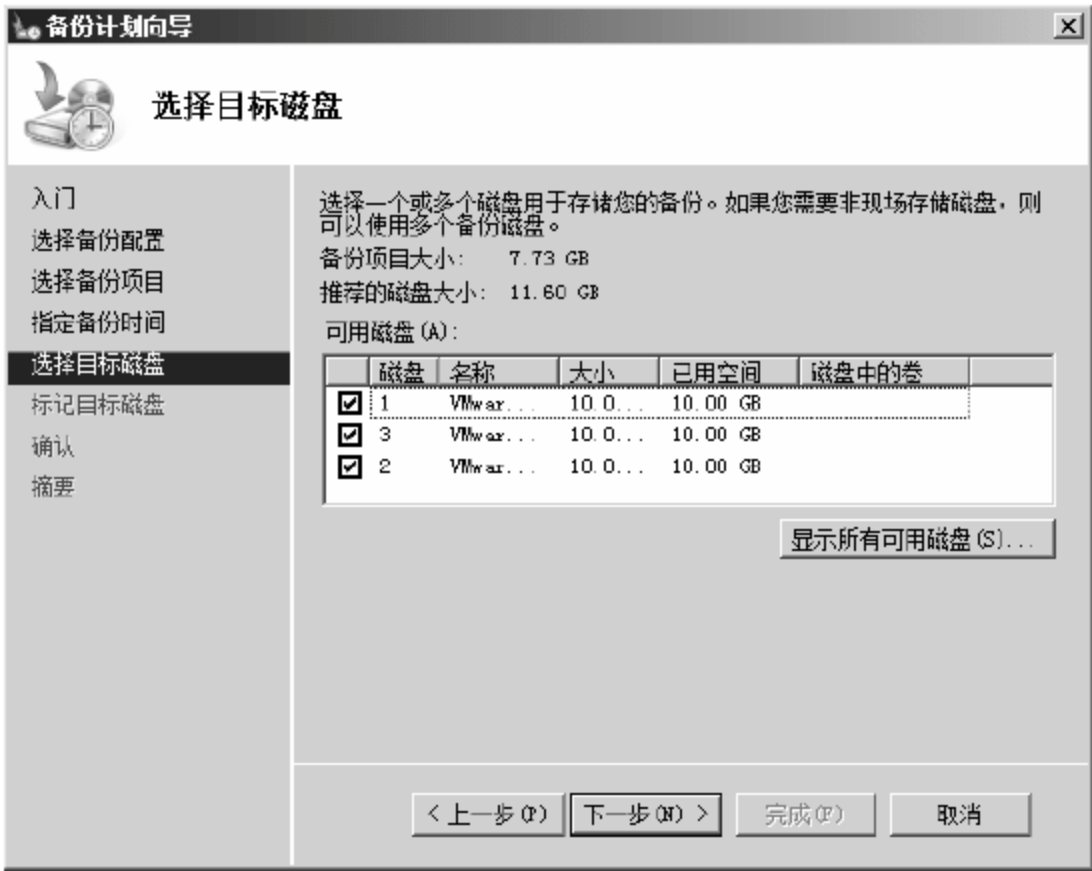 备份计划向导
选择目标磁盘
入门
选择备份配置
选择备份项目
指定备份时间
选择目标磁盘
标记目标磁盘
确认
摘要
选择一个或多个磁盘用于存储您的备份。如果您需要非现场存储磁盘，则
可以使用多个备份磁盘。
备份项目大小： 7.73 GB
推荐的磁盘大小： 11.60 GB
可用磁盘(A)：
磁盘 名称 大小 已用空间 磁盘中的卷
1 VMwar... 10.0... 10.00 GB
3 VMwar... 10.0... 10.00 GB
2 VMwar... 10.0... 10.00 GB
显示所有可用磁盘(S)...
< 上一步(P) 下一步(N) > 完成(F) 取消